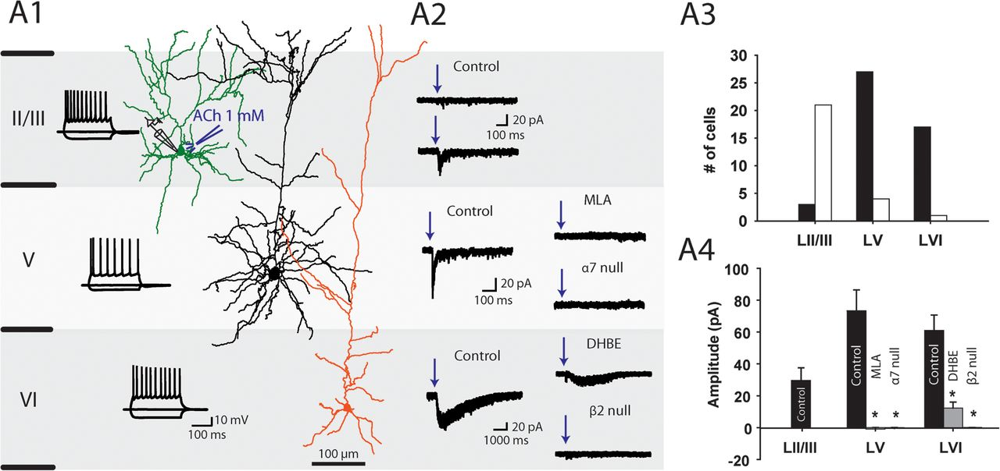 A1
II/III
ACh 1 mM
V
VI
10 mV
100 ms
100 µm
A2
Control
20 pA
100 ms
Control
MLA
20 pA
100 ms
α7 null
Control
DHBE
20 pA
1000 ms
β2 null
A3
# of cells
30
25
20
15
10
5
0
LII/III LV LVI
A4
Amplitude (pA)
100
80
60
40
20
0
-20
Control
Control
MLA
α7 null
* *
Control
DHBE
β2 null
* *
LII/III LV LVI